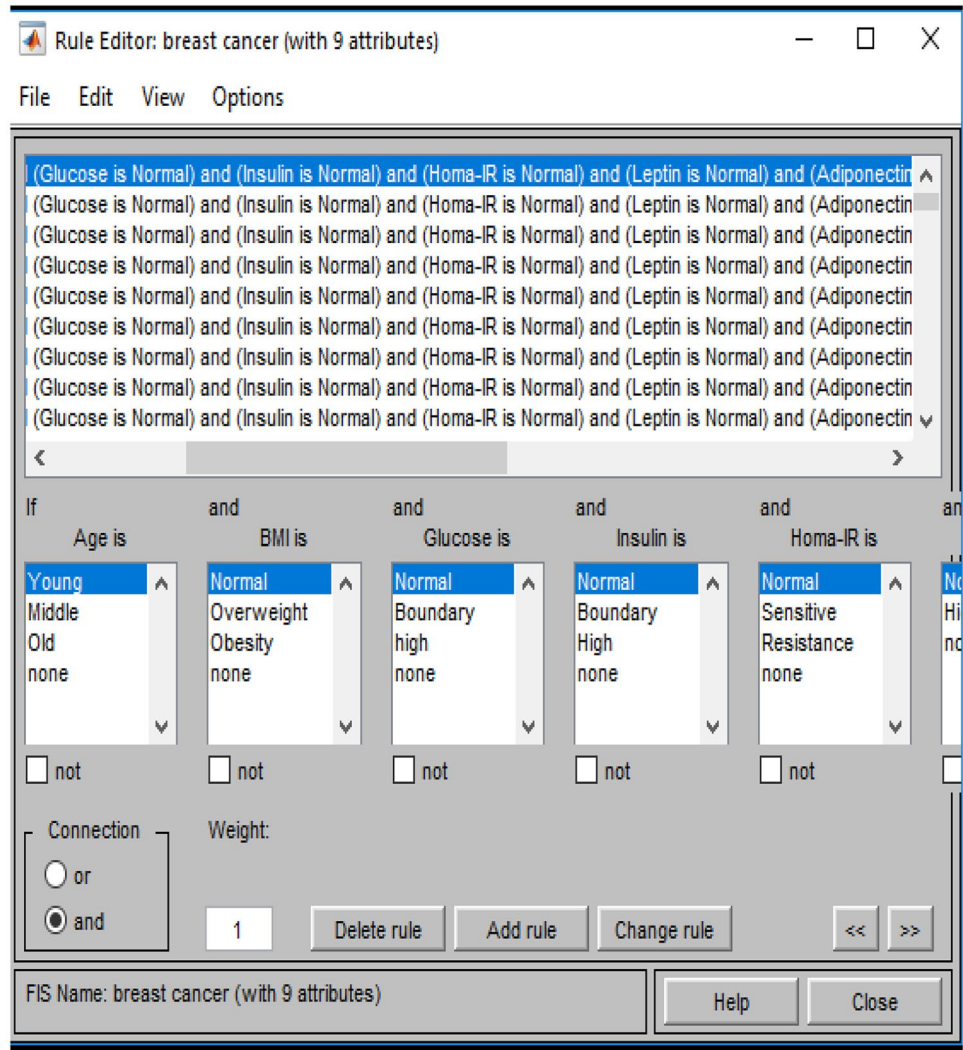 Rule Editor: breast cancer (with 9 attributes)
File Edit View Options
(Glucose is Normal) and (Insulin is Normal) and (Homa-IR is Normal) and (Leptin is Normal) and (Adiponectin
(Glucose is Normal) and (Insulin is Normal) and (Homa-IR is Normal) and (Leptin is Normal) and (Adiponectin
(Glucose is Normal) and (Insulin is Normal) and (Homa-IR is Normal) and (Leptin is Normal) and (Adiponectin
(Glucose is Normal) and (Insulin is Normal) and (Homa-IR is Normal) and (Leptin is Normal) and (Adiponectin
(Glucose is Normal) and (Insulin is Normal) and (Homa-IR is Normal) and (Leptin is Normal) and (Adiponectin
(Glucose is Normal) and (Insulin is Normal) and (Homa-IR is Normal) and (Leptin is Normal) and (Adiponectin
(Glucose is Normal) and (Insulin is Normal) and (Homa-IR is Normal) and (Leptin is Normal) and (Adiponectin
(Glucose is Normal) and (Insulin is Normal) and (Homa-IR is Normal) and (Leptin is Normal) and (Adiponectin
(Glucose is Normal) and (Insulin is Normal) and (Homa-IR is Normal) and (Leptin is Normal) and (Adiponectin
If and and and and an
Age is BMI is Glucose is Insulin is Homa-IR is
Young Normal Normal Normal Normal No
Middle Overweight Boundary Boundary Sensitive Hi
Old Obesity high High Resistance no
none none none none none
not not not not not
Connection Weight:
or
and 1 Delete rule Add rule Change rule << >>
FIS Name: breast cancer (with 9 attributes) Help Close